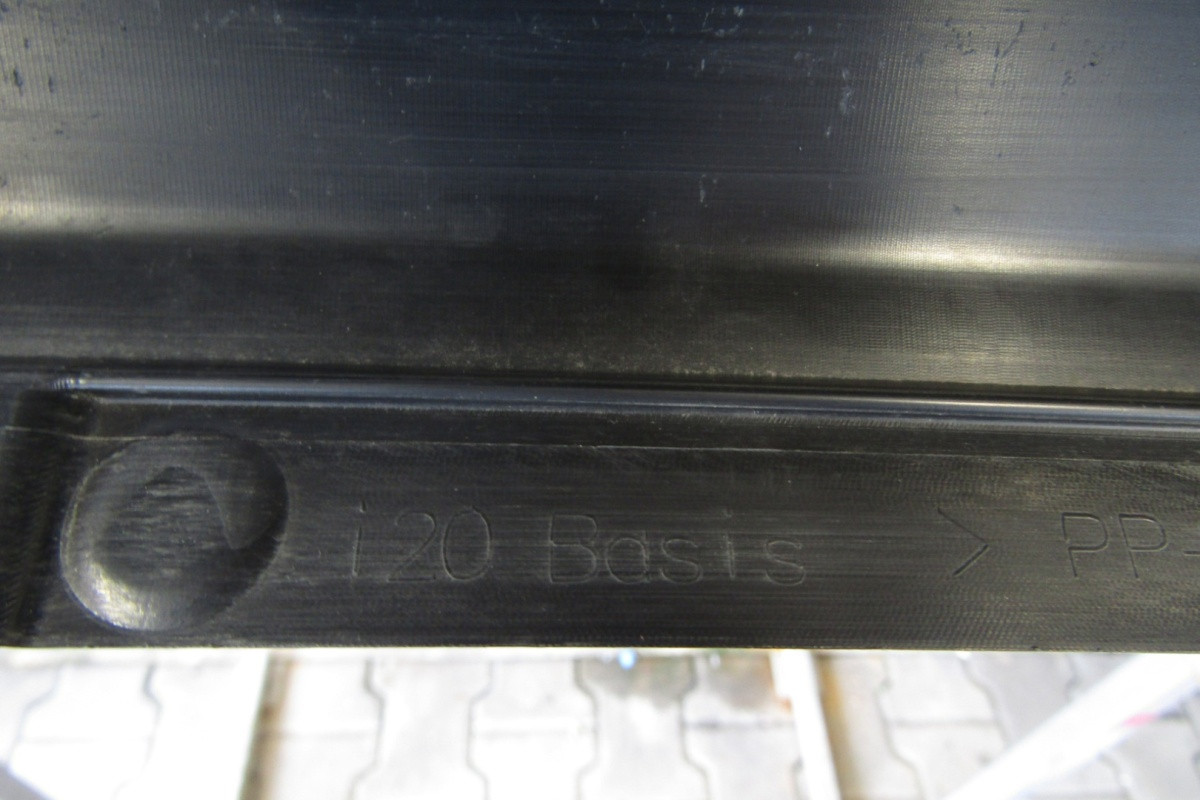 i20 Basis > PP-